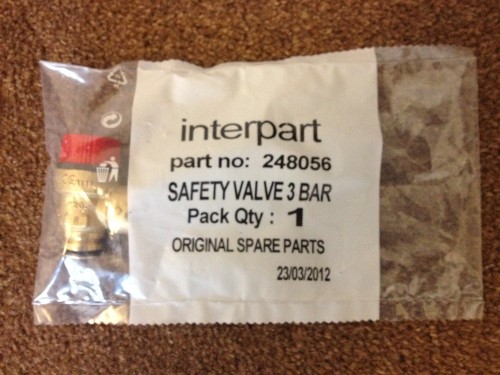 interpart
part no: 248056
SAFETY VALVE 3 BAR
Pack Qty : 1
ORIGINAL SPARE PARTS
23/03/2012